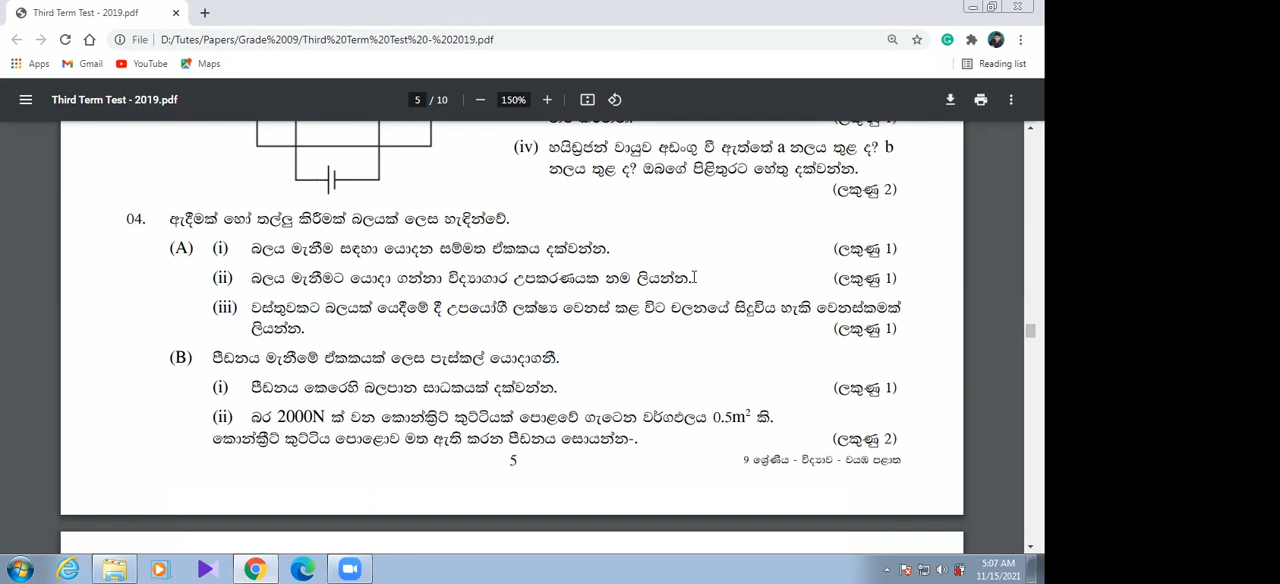 Third Term Test - 2019.pdf
File D:/Tutes/Papers/Grade%2009/Third%20Term%20Test%20-%202019.pdf
Apps Gmail YouTube Maps Reading list
Third Term Test - 2019.pdf 5 / 10 150%
(iv) හයිඩ්‍රජන් වායුව අඩංගු වී ඇත්තේ a නලය තුළ ද? b
නලය තුළ ද? ඔබගේ පිළිතුරට හේතු දක්වන්න.
(ලකුණු 2)
04. ඇදීමක් හෝ තල්ලු කිරීමක් බලයක් ලෙස හැඳින්වේ.
(A) (i) බලය මැනීම සඳහා යොදන සම්මත ඒකකය දක්වන්න. (ලකුණු 1)
(ii) බලය මැනීමට යොදා ගන්නා විද්‍යාගාර උපකරණයක නම ලියන්න. (ලකුණු 1)
(iii) වස්තුවකට බලයක් යෙදීමේ දී උපයෝගී ලක්ෂ්‍ය වෙනස් කළ විට චලනයේ සිදුවිය හැකි වෙනස්කමක්
ලියන්න. (ලකුණු 1)
(B) පීඩනය මැනීමේ ඒකකයක් ලෙස පැස්කල් යොදාගනී.
(i) පීඩනය කෙරෙහි බලපාන සාධකයක් දක්වන්න. (ලකුණු 1)
(ii) බර 2000N ක් වන කොන්ක්‍රිට් කුට්ටියක් පොළවේ ගැටෙන වර්ගඵලය 0.5m² කි.
කොන්ක්‍රීට් කුට්ටිය පොළොව මත ඇති කරන පීඩනය සොයන්න-. (ලකුණු 2)
5 9 ශ්‍රේණිය - විද්‍යාව - වයඹ පළාත
5:07 AM
11/15/2021